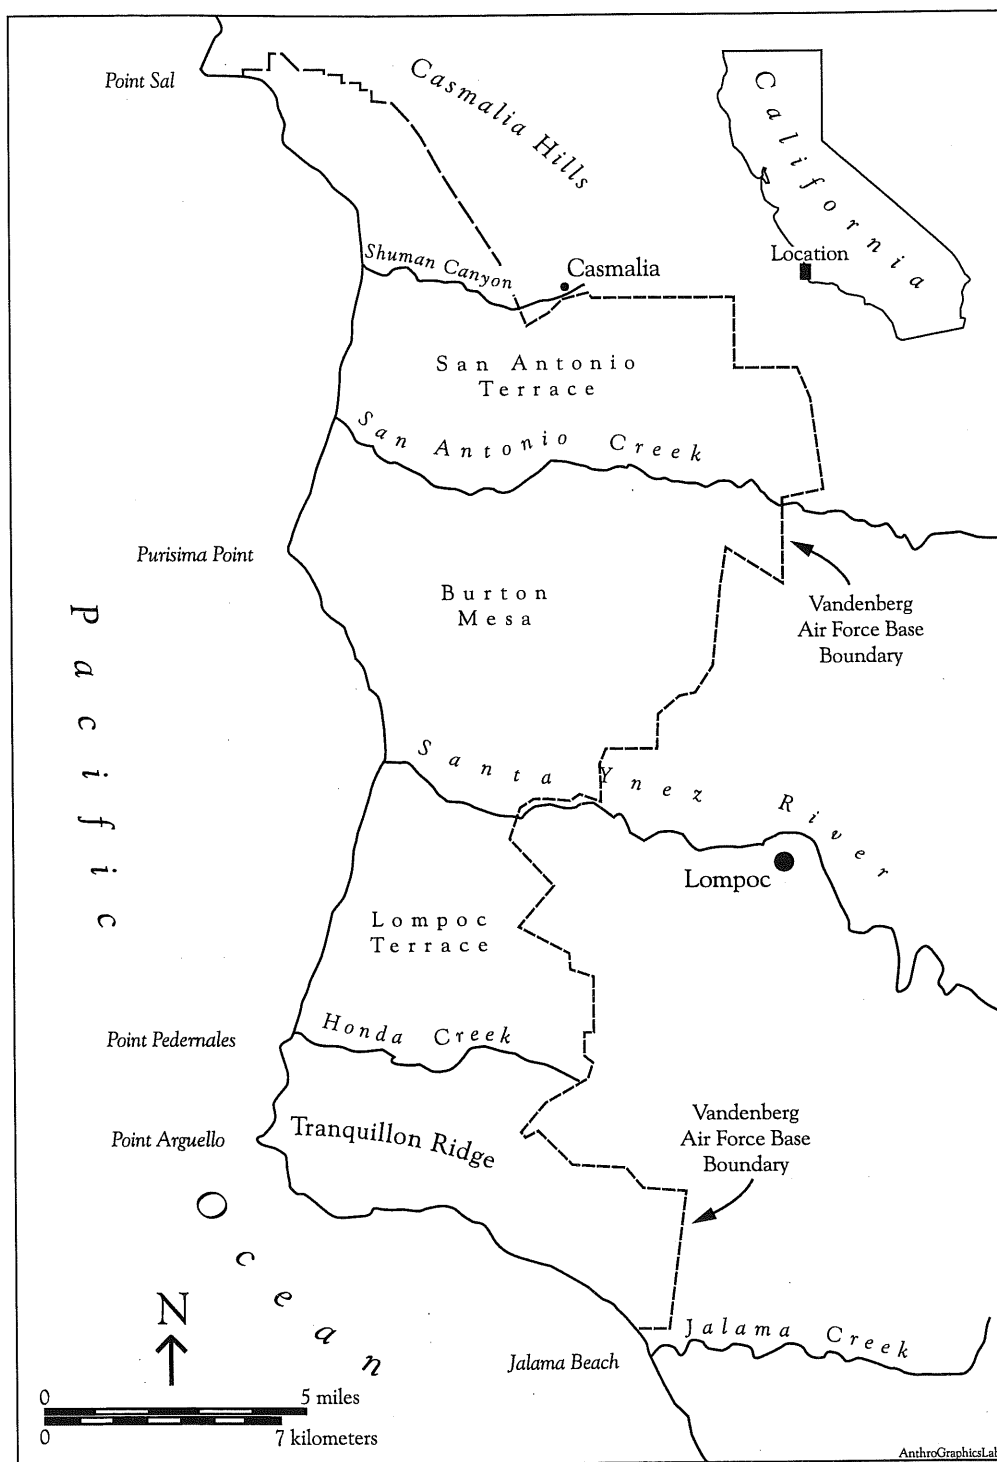 Point Sal
Casmalia Hills
California
Location
Shuman Canyon
Casmalia
San Antonio
Terrace
San Antonio Creek
Purisima Point
Burton
Mesa
Vandenberg
Air Force Base
Boundary
Pacific
Santa Ynez River
Lompoc
Lompoc
Terrace
Point Pedernales
Honda Creek
Point Arguello
Tranquillon Ridge
Vandenberg
Air Force Base
Boundary
Ocean
N
Jalama Creek
Jalama Beach
0 5 miles
0 7 kilometers
AnthroGraphicsLab